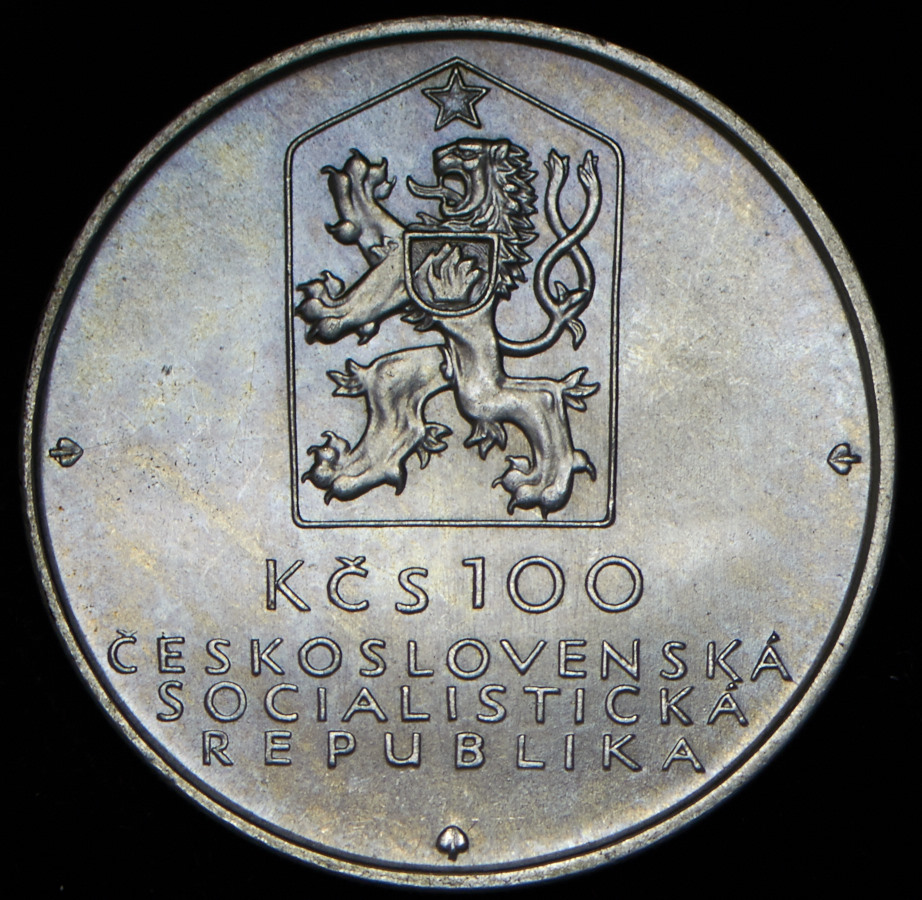 Kčs 100
ČESKOSLOVENSKÁ
SOCIALISTICKÁ
REPUBLIKA